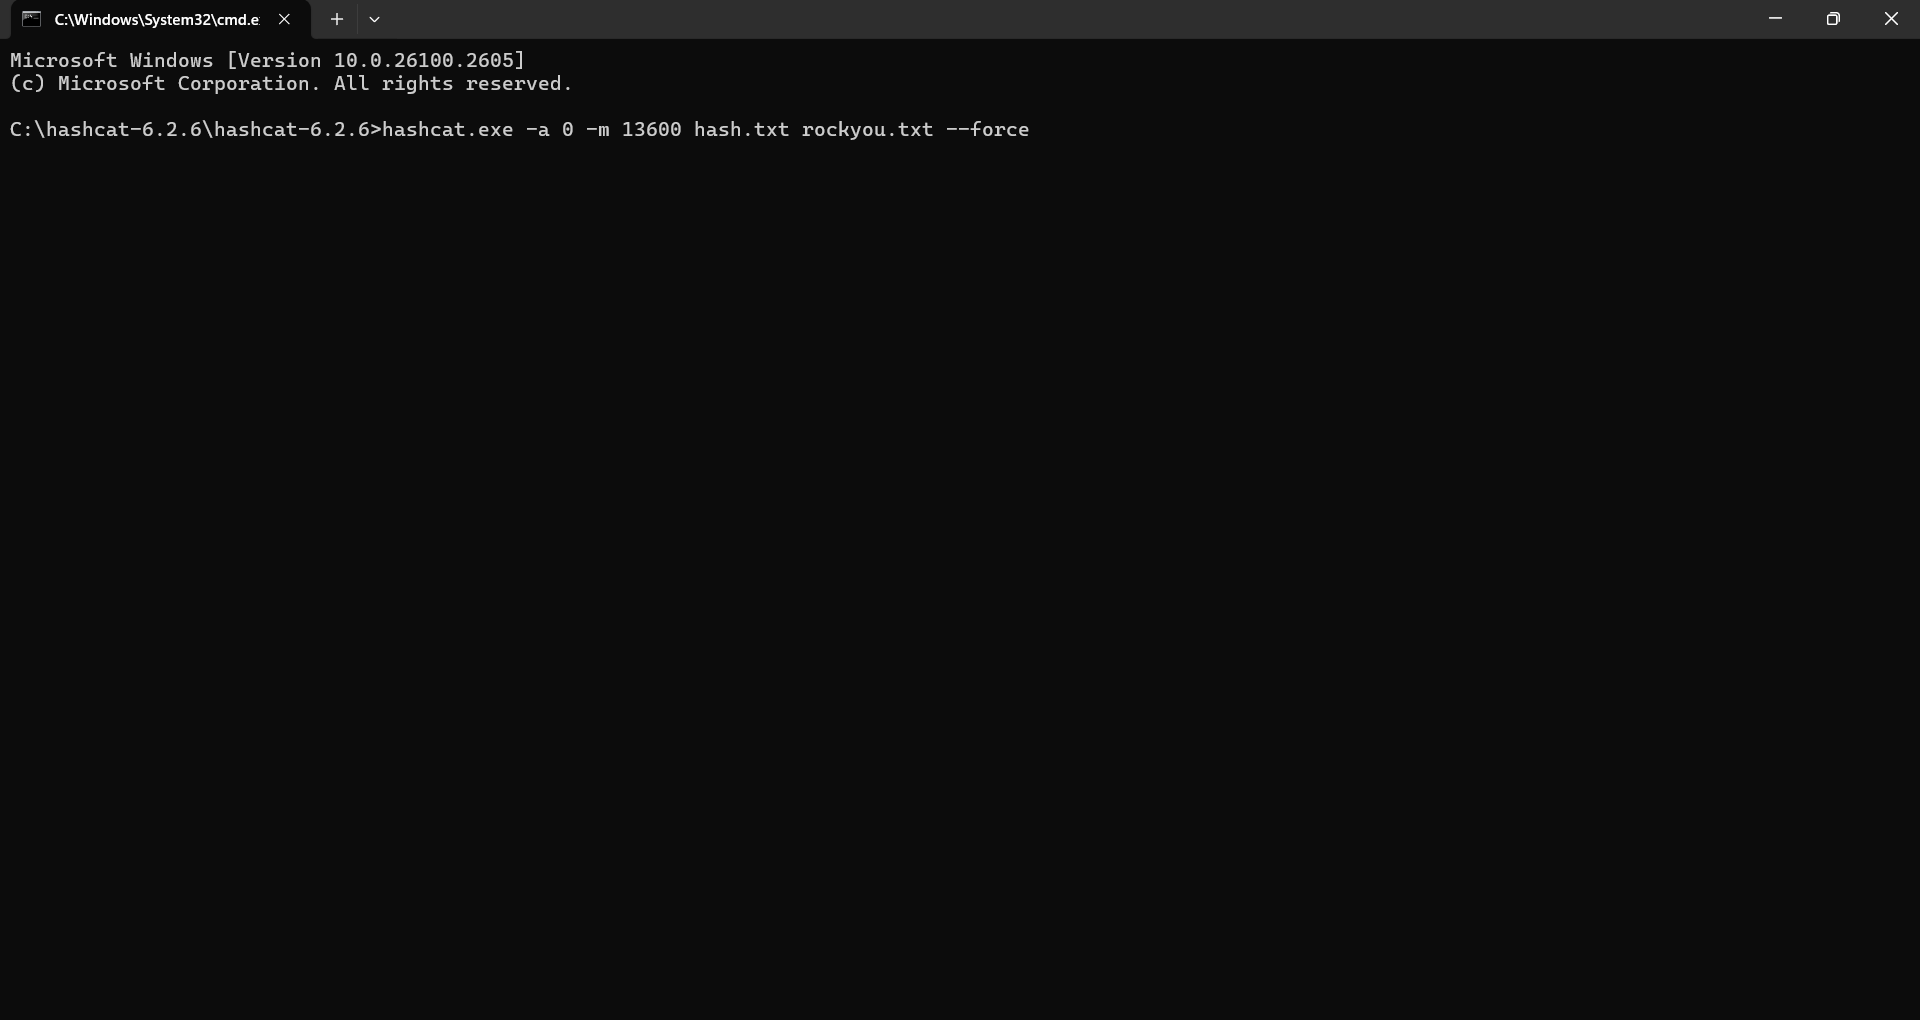 C:\Windows\System32\cmd.e
Microsoft Windows [Version 10.0.26100.2605]
(c) Microsoft Corporation. All rights reserved.
C:\hashcat-6.2.6\hashcat-6.2.6>hashcat.exe -a 0 -m 13600 hash.txt rockyou.txt --force